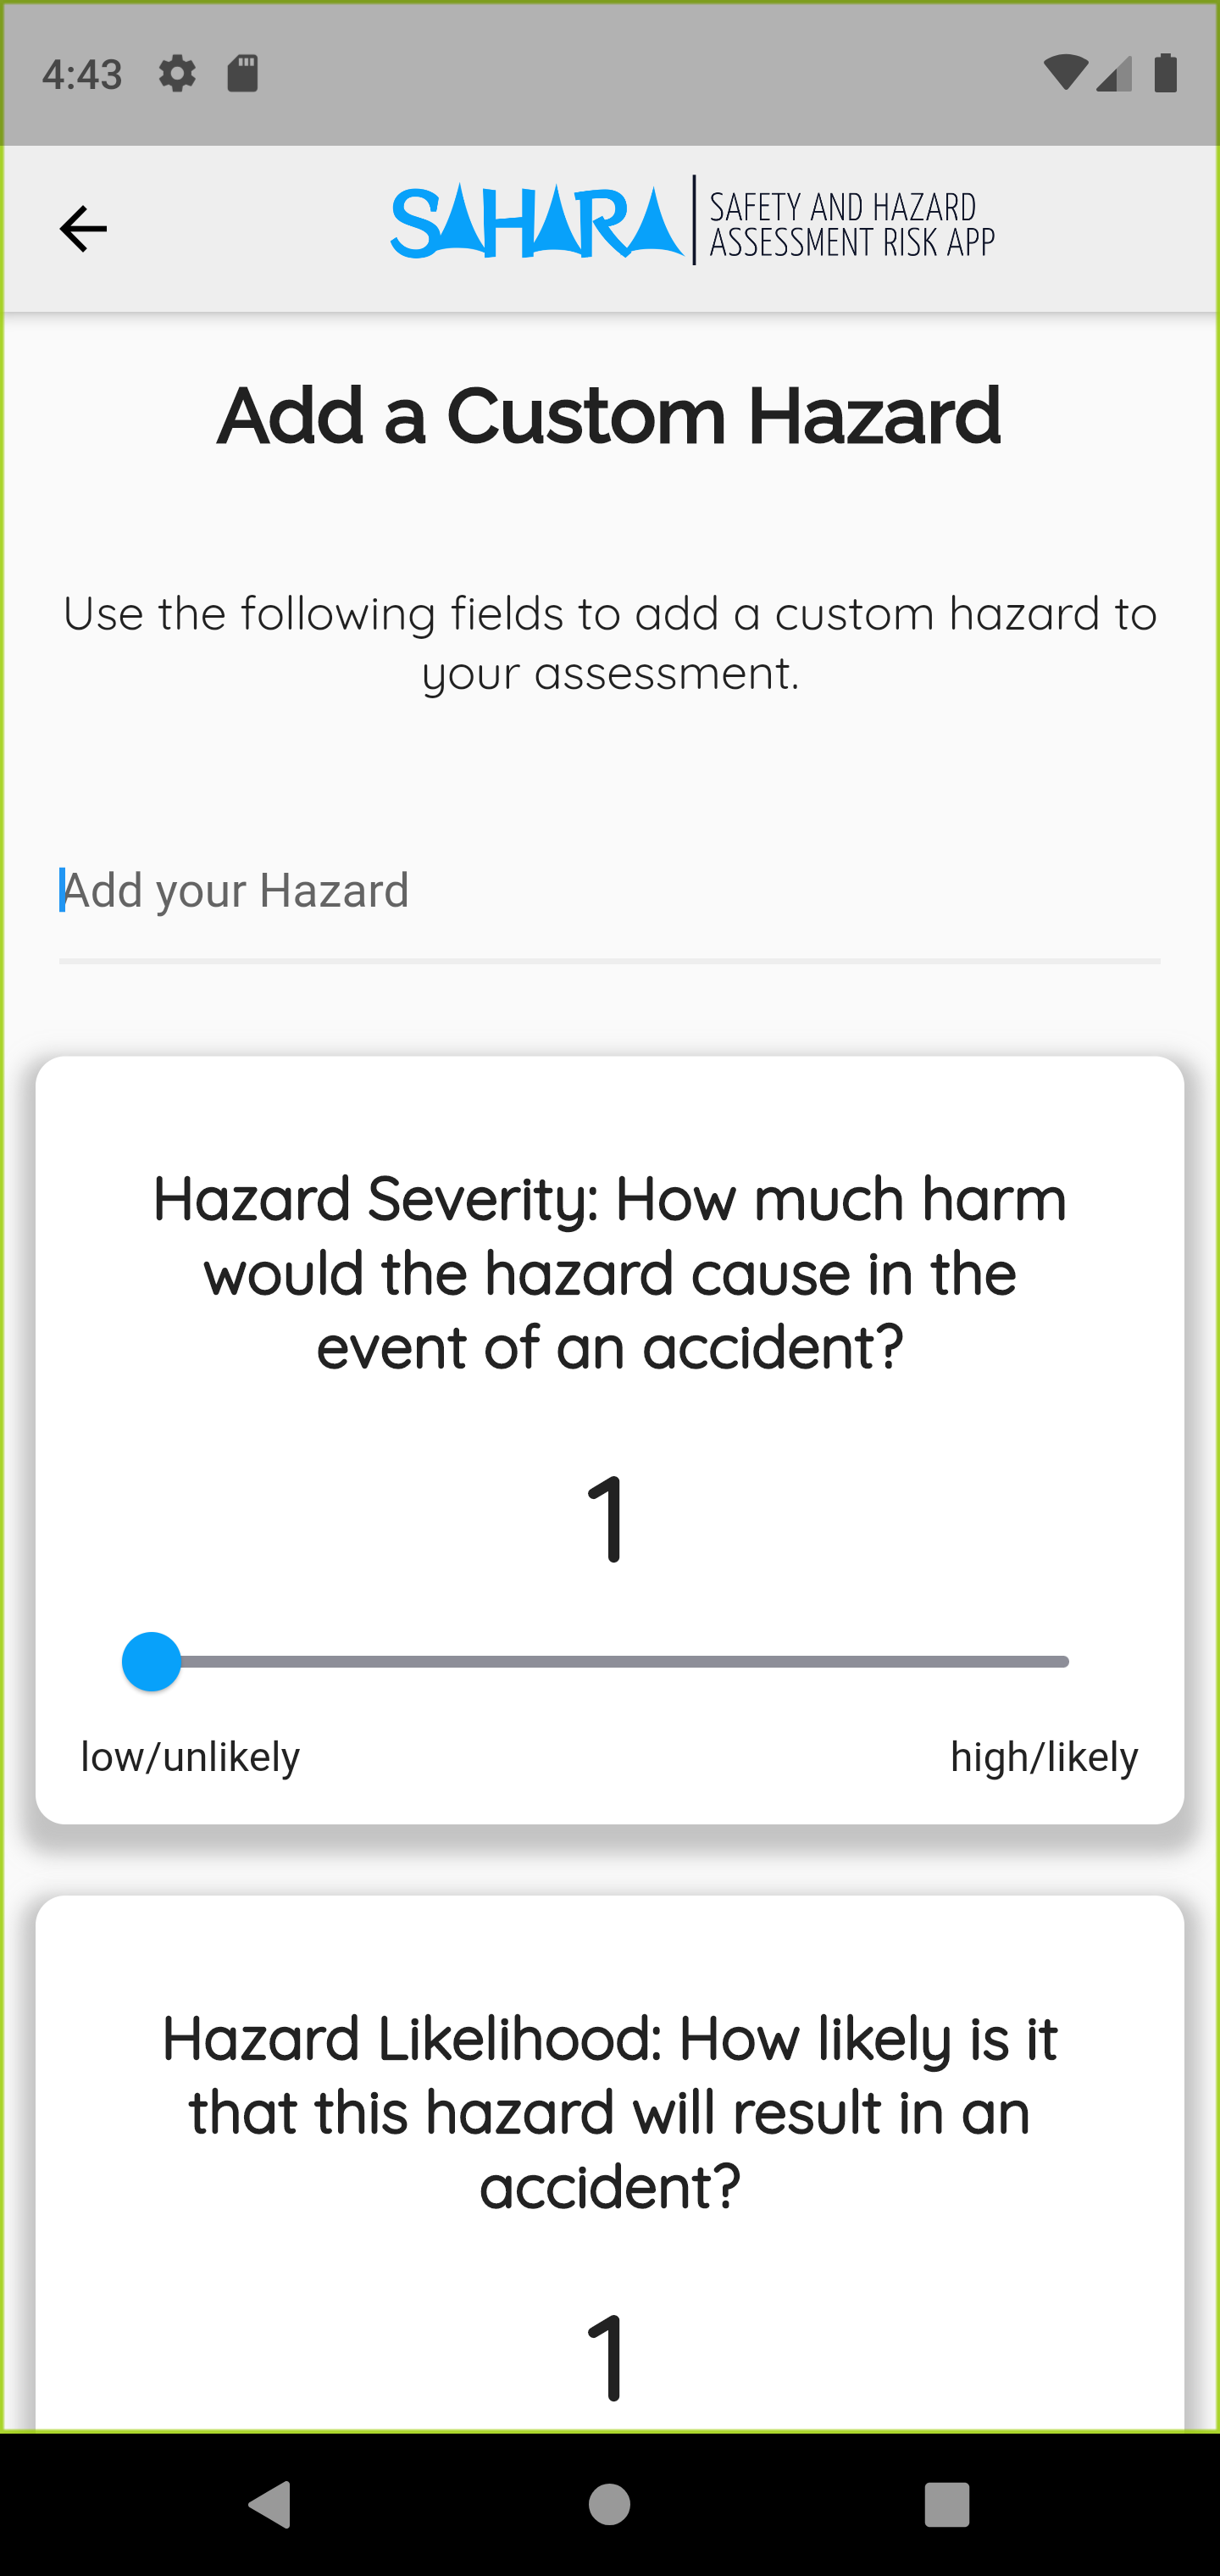 4:43
SAHARA
SAFETY AND HAZARD
ASSESSMENT RISK APP
Add a Custom Hazard
Use the following fields to add a custom hazard to
your assessment.
Add your Hazard
Hazard Severity: How much harm
would the hazard cause in the
event of an accident?
1
low/unlikely
high/likely
Hazard Likelihood: How likely is it
that this hazard will result in an
accident?
1